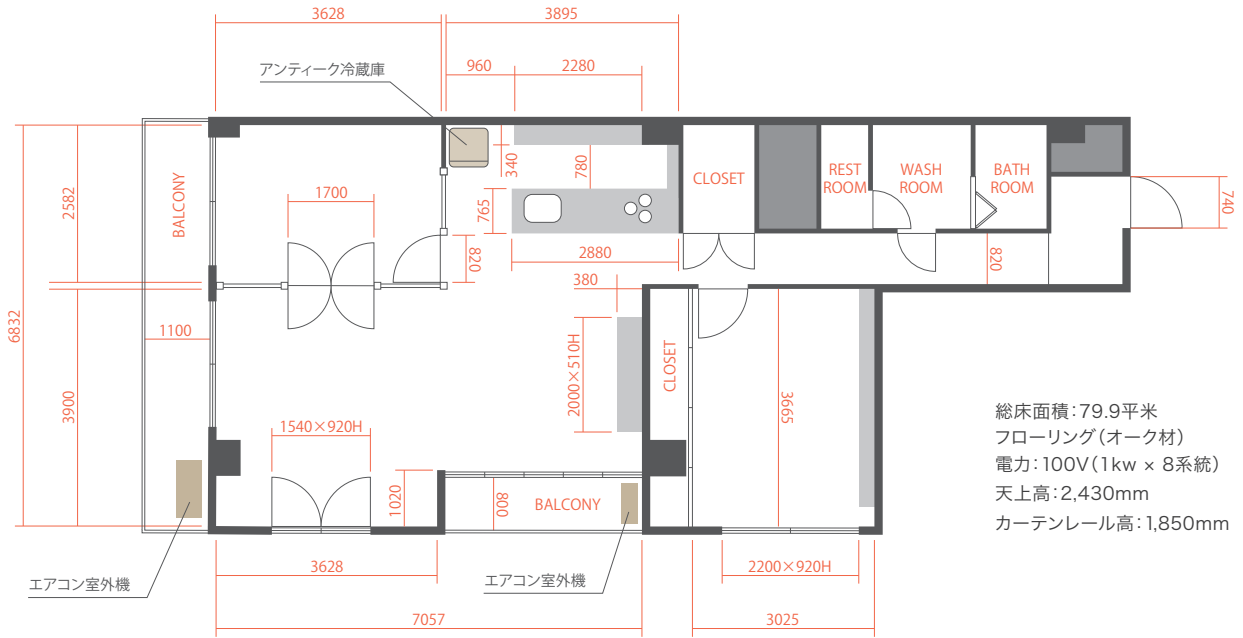 3628
3895
アンティーク冷蔵庫
960
2280
340
780
CLOSET
REST
ROOM
WASH
ROOM
BATH
ROOM
BALCONY
2582
1700
765
740
820
2880
820
380
6832
1100
3900
2000×510H
CLOSET
3665
1540×920H
1020
800
BALCONY
総床面積：79.9平米
フローリング（オーク材）
電力：100V（1kw × 8系統）
天上高：2,430mm
カーテンレール高：1,850mm
エアコン室外機
3628
エアコン室外機
2200×920H
7057
3025